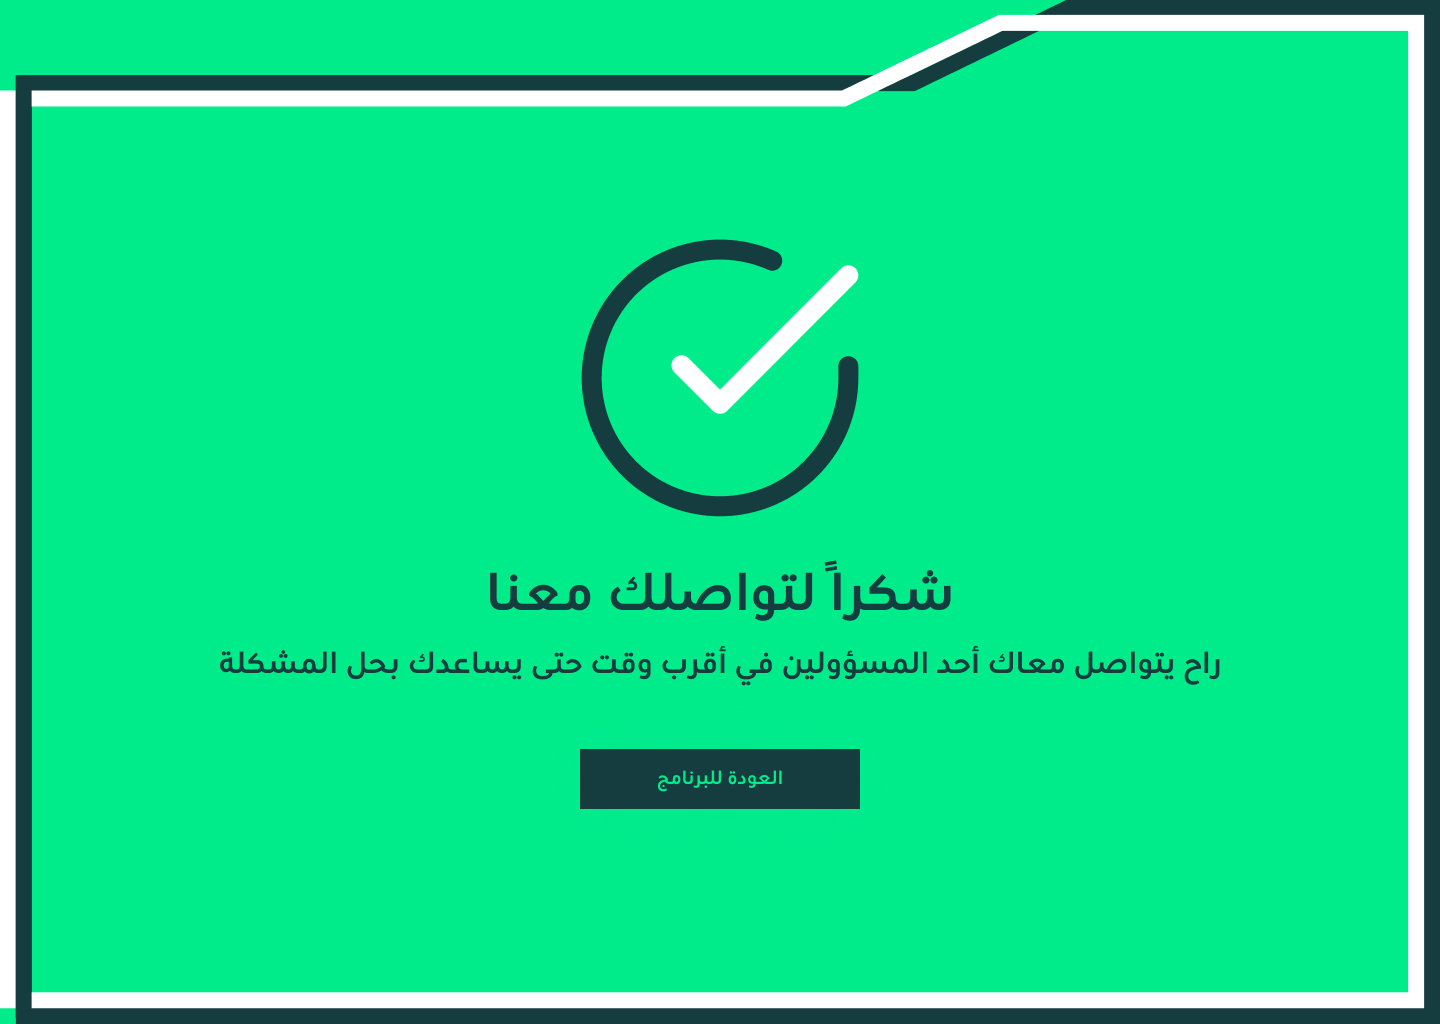 شكراً لتواصلك معنا
راح يتواصل معاك أحد المسؤولين في أقرب وقت حتى يساعدك بحل المشكلة
العودة للبرنامج